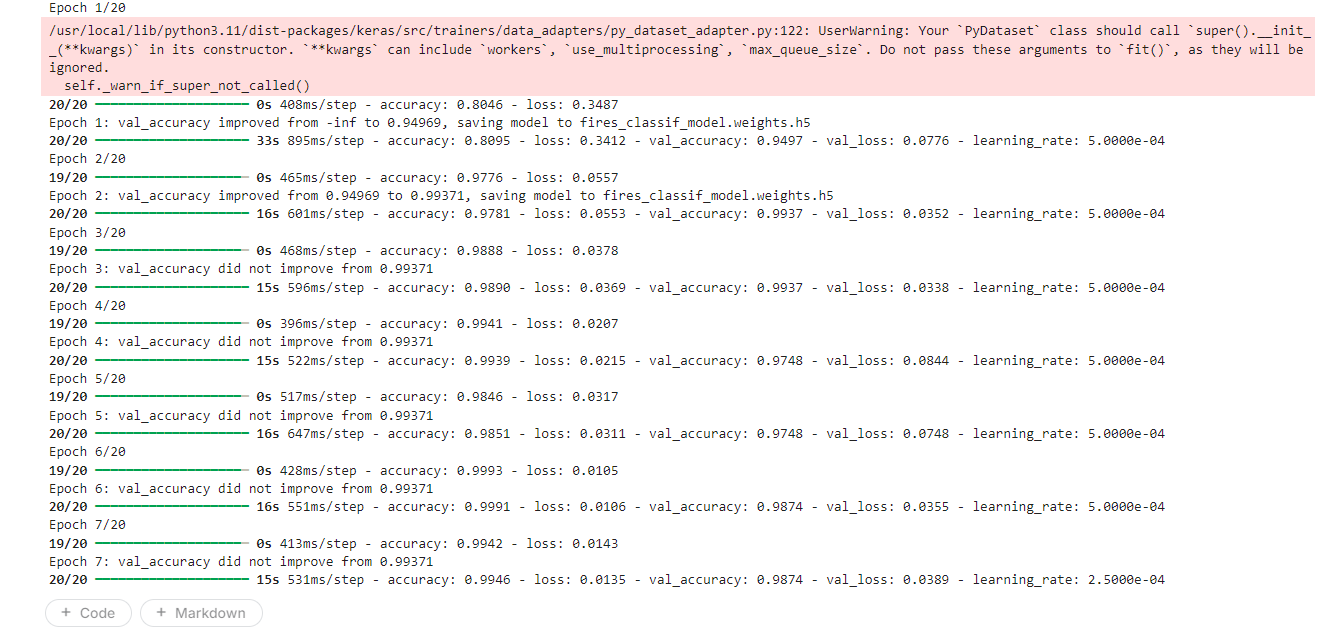 Epoch 1/20
/usr/local/lib/python3.11/dist-packages/keras/src/trainers/data_adapters/py_dataset_adapter.py:122: UserWarning: Your `PyDataset` class should call `super().__init_
_(**kwargs)` in its constructor. `**kwargs` can include `workers`, `use_multiprocessing`, `max_queue_size`. Do not pass these arguments to `fit()`, as they will be
ignored.
  self._warn_if_super_not_called()
20/20 0s 408ms/step - accuracy: 0.8046 - loss: 0.3487
Epoch 1: val_accuracy improved from -inf to 0.94969, saving model to fires_classif_model.weights.h5
20/20 33s 895ms/step - accuracy: 0.8095 - loss: 0.3412 - val_accuracy: 0.9497 - val_loss: 0.0776 - learning_rate: 5.0000e-04
Epoch 2/20
19/20 0s 465ms/step - accuracy: 0.9776 - loss: 0.0557
Epoch 2: val_accuracy improved from 0.94969 to 0.99371, saving model to fires_classif_model.weights.h5
20/20 16s 601ms/step - accuracy: 0.9781 - loss: 0.0553 - val_accuracy: 0.9937 - val_loss: 0.0352 - learning_rate: 5.0000e-04
Epoch 3/20
19/20 0s 468ms/step - accuracy: 0.9888 - loss: 0.0378
Epoch 3: val_accuracy did not improve from 0.99371
20/20 15s 596ms/step - accuracy: 0.9890 - loss: 0.0369 - val_accuracy: 0.9937 - val_loss: 0.0338 - learning_rate: 5.0000e-04
Epoch 4/20
19/20 0s 396ms/step - accuracy: 0.9941 - loss: 0.0207
Epoch 4: val_accuracy did not improve from 0.99371
20/20 15s 522ms/step - accuracy: 0.9939 - loss: 0.0215 - val_accuracy: 0.9748 - val_loss: 0.0844 - learning_rate: 5.0000e-04
Epoch 5/20
19/20 0s 517ms/step - accuracy: 0.9846 - loss: 0.0317
Epoch 5: val_accuracy did not improve from 0.99371
20/20 16s 647ms/step - accuracy: 0.9851 - loss: 0.0311 - val_accuracy: 0.9748 - val_loss: 0.0748 - learning_rate: 5.0000e-04
Epoch 6/20
19/20 0s 428ms/step - accuracy: 0.9993 - loss: 0.0105
Epoch 6: val_accuracy did not improve from 0.99371
20/20 16s 551ms/step - accuracy: 0.9991 - loss: 0.0106 - val_accuracy: 0.9874 - val_loss: 0.0355 - learning_rate: 5.0000e-04
Epoch 7/20
19/20 0s 413ms/step - accuracy: 0.9942 - loss: 0.0143
Epoch 7: val_accuracy did not improve from 0.99371
20/20 15s 531ms/step - accuracy: 0.9946 - loss: 0.0135 - val_accuracy: 0.9874 - val_loss: 0.0389 - learning_rate: 2.5000e-04
+ Code + Markdown